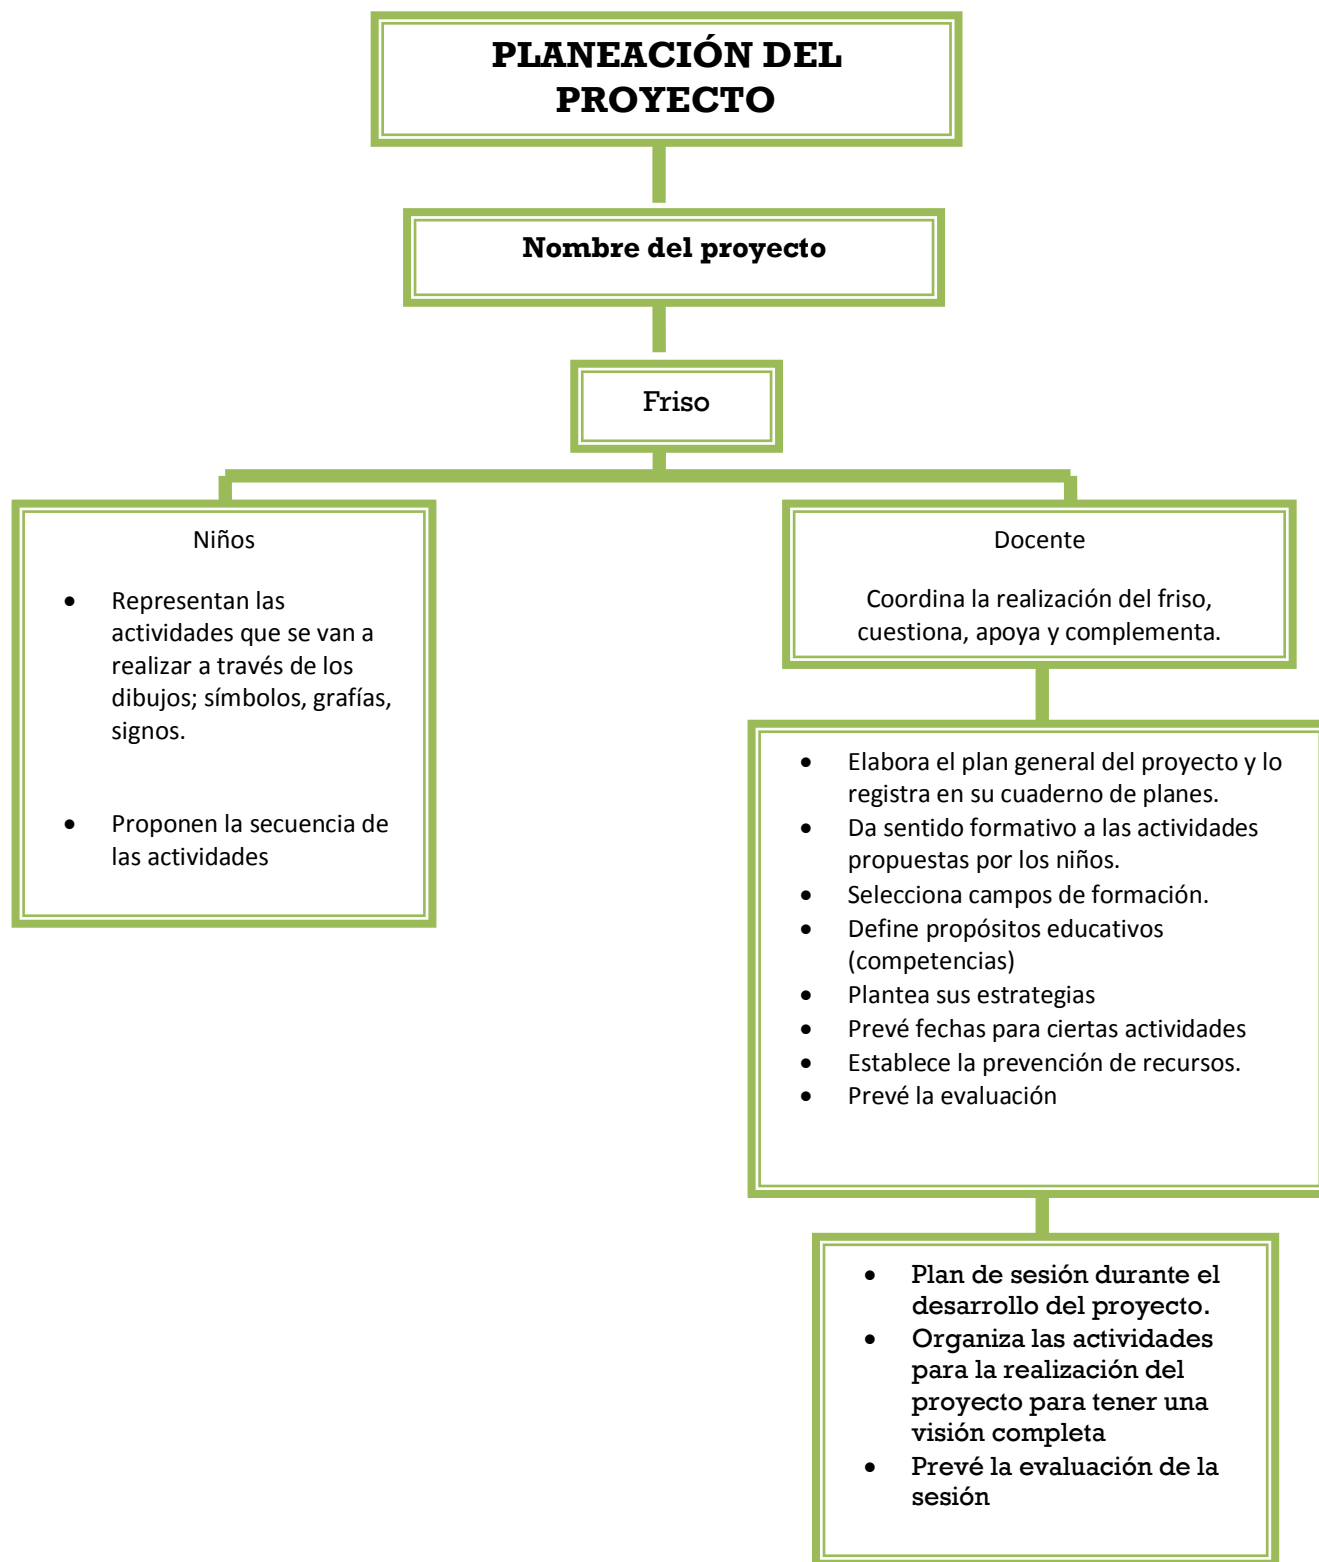 PLANEACIÓN DEL
PROYECTO
Nombre del proyecto
Friso
Niños
• Representan las
actividades que se van a
realizar a través de los
dibujos; símbolos, grafías,
signos.
• Proponen la secuencia de
las actividades
Docente
Coordina la realización del friso,
cuestiona, apoya y complementa.
• Elabora el plan general del proyecto y lo
registra en su cuaderno de planes.
• Da sentido formativo a las actividades
propuestas por los niños.
• Selecciona campos de formación.
• Define propósitos educativos
(competencias)
• Plantea sus estrategias
• Prevé fechas para ciertas actividades
• Establece la prevención de recursos.
• Prevé la evaluación
• Plan de sesión durante el
desarrollo del proyecto.
• Organiza las actividades
para la realización del
proyecto para tener una
visión completa
• Prevé la evaluación de la
sesión